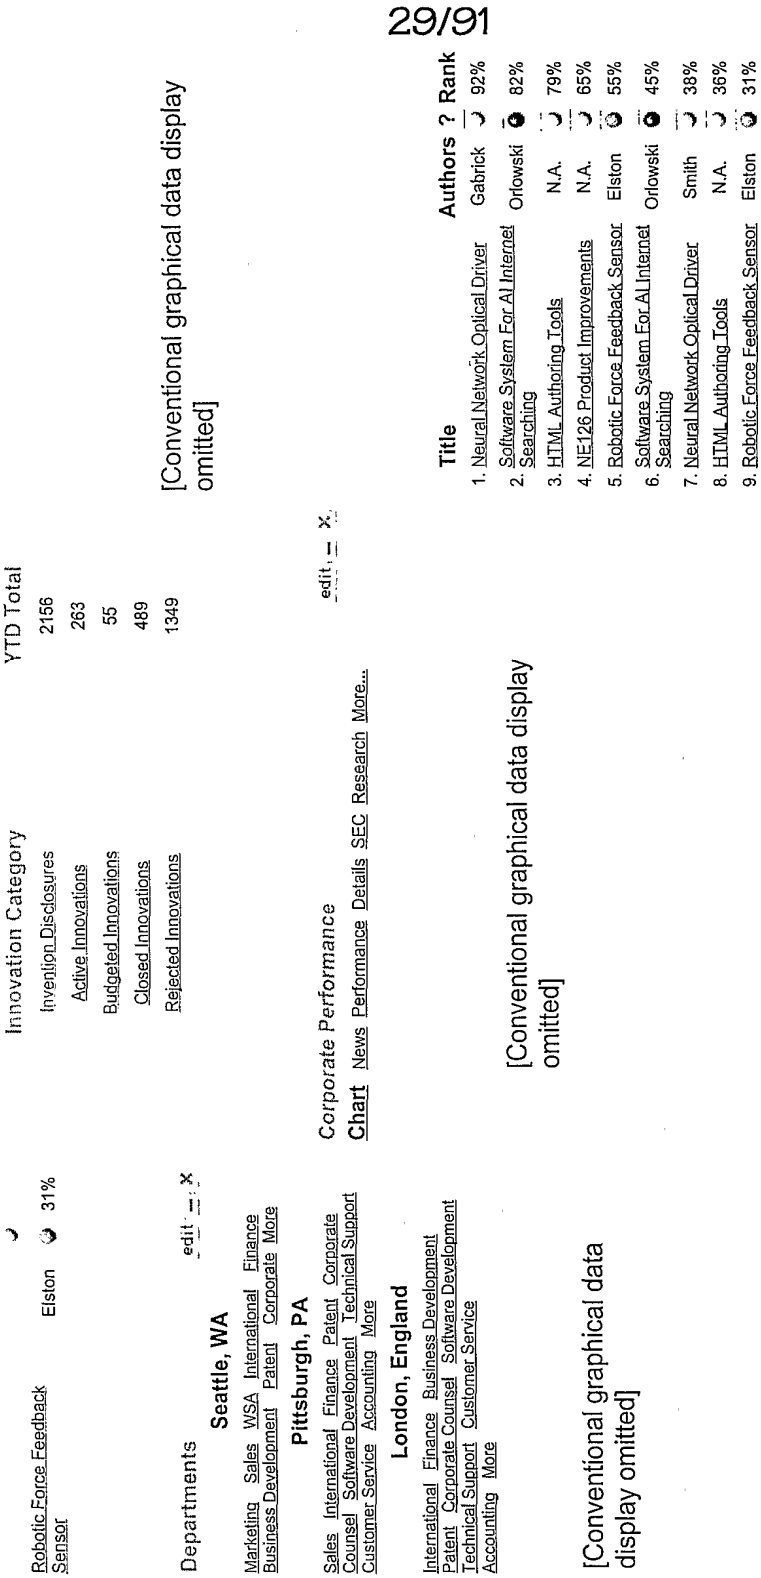 29/91
Robotic Force Feedback
Sensor
Elston 31%
Departments
edit – X
Seattle, WA
Marketing Sales WSA International Finance
Business Development Patent Corporate More
Pittsburgh, PA
Sales International Finance Patent Corporate
Counsel Software Development Technical Support
Customer Service Accounting More
London, England
International Finance Business Development
Patent Corporate Counsel Software Development
Technical Support Customer Service
Accounting More
[Conventional graphical data
display omitted]
Innovation Category YTD Total
Invention Disclosures 2156
Active Innovations 263
Budgeted Innovations 55
Closed Innovations 489
Rejected Innovations 1349
Corporate Performance
edit – X
Chart News Performance Details SEC Research More...
[Conventional graphical data display
omitted]
[Conventional graphical data display
omitted]
Title Authors ? Rank
1. Neural Network Optical Driver Gabrick 92%
2. Software System For AI Internet Orlowski 82%
Searching
3. HTML Authoring Tools N.A. 79%
4. NE126 Product Improvements N.A. 65%
5. Robotic Force Feedback Sensor Elston 55%
6. Software System For AI Internet Orlowski 45%
Searching
7. Neural Network Optical Driver Smith 38%
8. HTML Authoring Tools N.A. 36%
9. Robotic Force Feedback Sensor Elston 31%